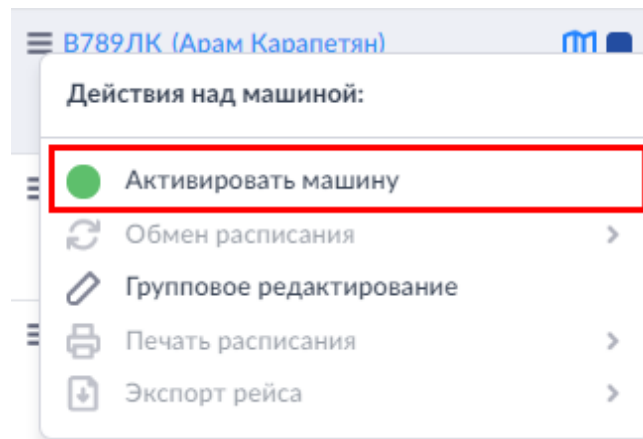 В789ЛК (Арам Карапетян)
Действия над машиной:
Активировать машину
Обмен расписания
Групповое редактирование
Печать расписания
Экспорт рейса